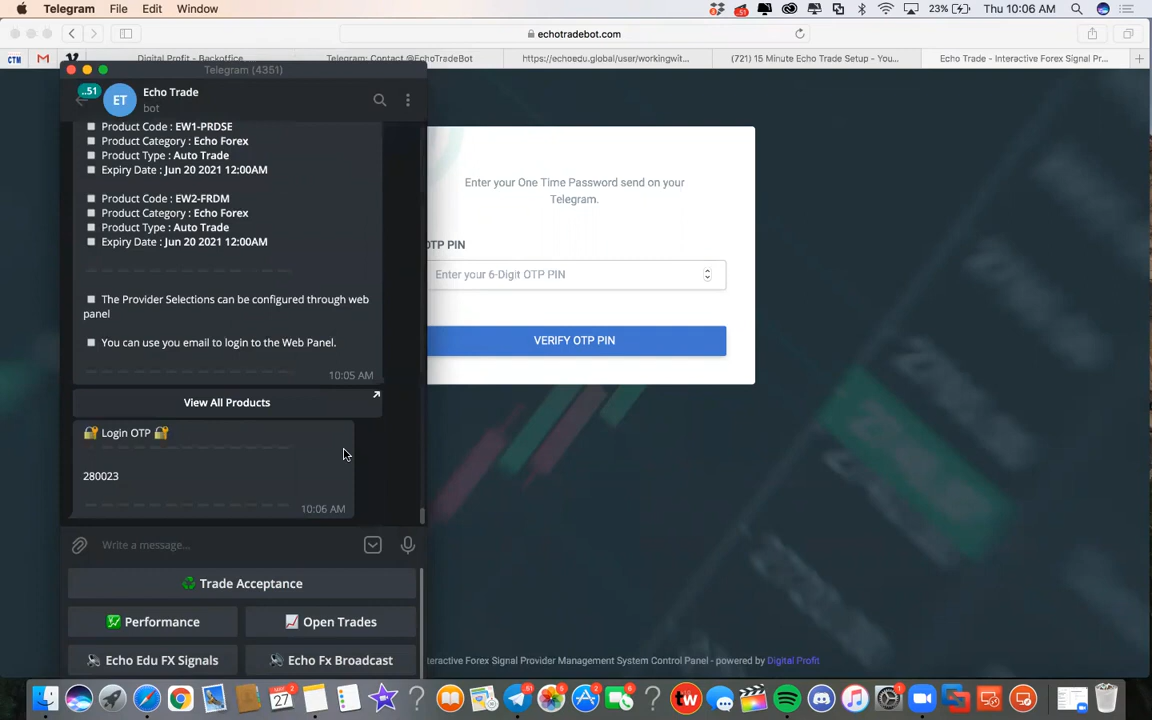 Telegram File Edit Window 23% Thu 10:06 AM
echotradebot.com
CTM Digital Profit - Backoffice Telegram: Contact @EchoTradeBot https://echoedu.global/user/workingwit... (721) 15 Minute Echo Trade Setup - You... Echo Trade - Interactive Forex Signal Pr...
Telegram (4351)
..51
ET
Echo Trade
bot
Product Code : EW1-PRDSE
Product Category : Echo Forex
Product Type : Auto Trade
Expiry Date : Jun 20 2021 12:00AM
Product Code : EW2-FRDM
Product Category : Echo Forex
Product Type : Auto Trade
Expiry Date : Jun 20 2021 12:00AM
The Provider Selections can be configured through web
panel
You can use you email to login to the Web Panel.
10:05 AM
View All Products
Login OTP
280023
10:06 AM
Write a message...
Trade Acceptance
Performance
Open Trades
Echo Edu FX Signals
Echo Fx Broadcast
Enter your One Time Password send on your
Telegram.
OTP PIN
Enter your 6-Digit OTP PIN
VERIFY OTP PIN
teractive Forex Signal Provider Management System Control Panel - powered by Digital Profit
27
tw